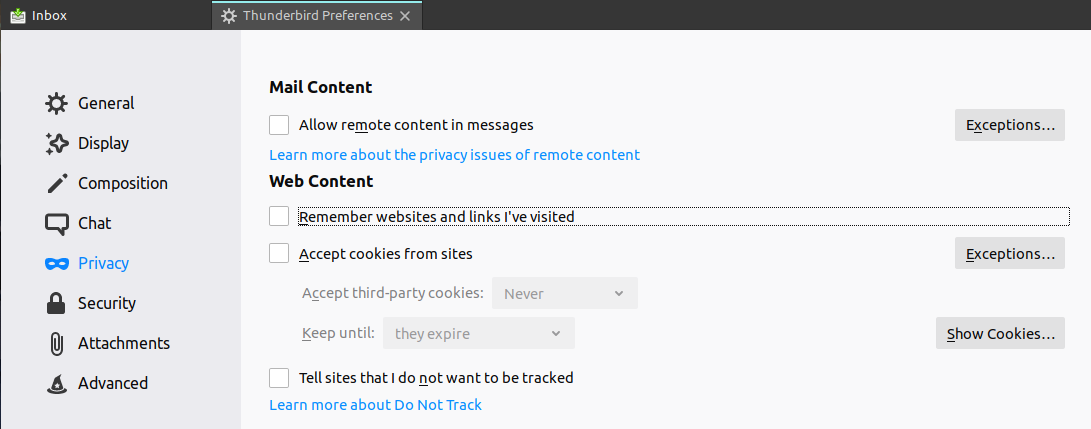 Inbox
Thunderbird Preferences
General
Display
Composition
Chat
Privacy
Security
Attachments
Advanced
Mail Content
Allow remote content in messages
Exceptions...
Learn more about the privacy issues of remote content
Web Content
Remember websites and links I've visited
Accept cookies from sites
Exceptions...
Accept third-party cookies: Never
Keep until: they expire
Show Cookies...
Tell sites that I do not want to be tracked
Learn more about Do Not Track